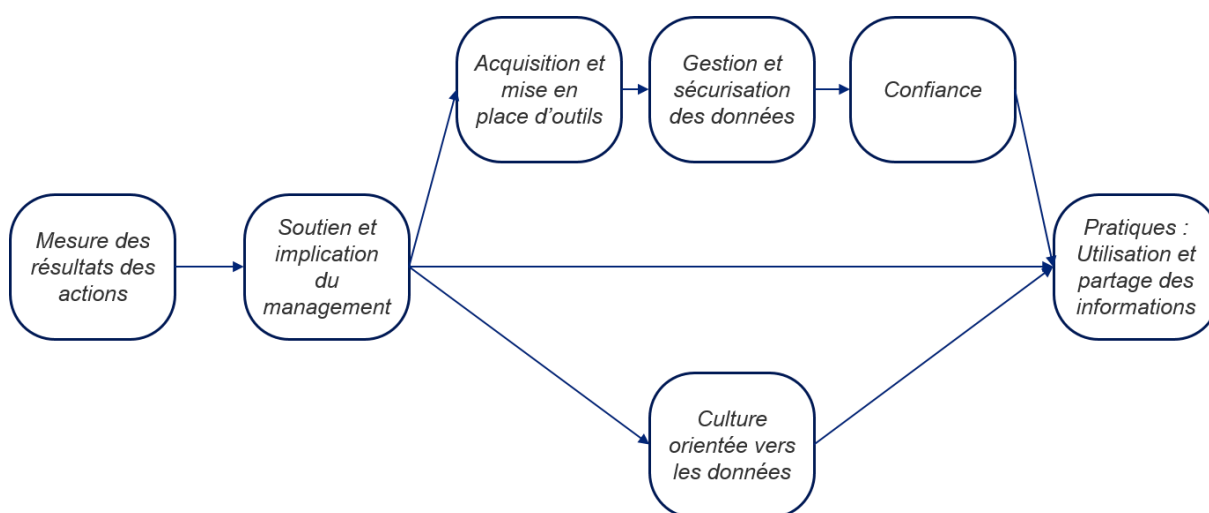 Acquisition et
mise en
place d'outils
Gestion et
sécurisation
des données
Confiance
Mesure des
résultats des
actions
Soutien et
implication
du
management
Pratiques :
Utilisation et
partage des
informations
Culture
orientée vers
les données